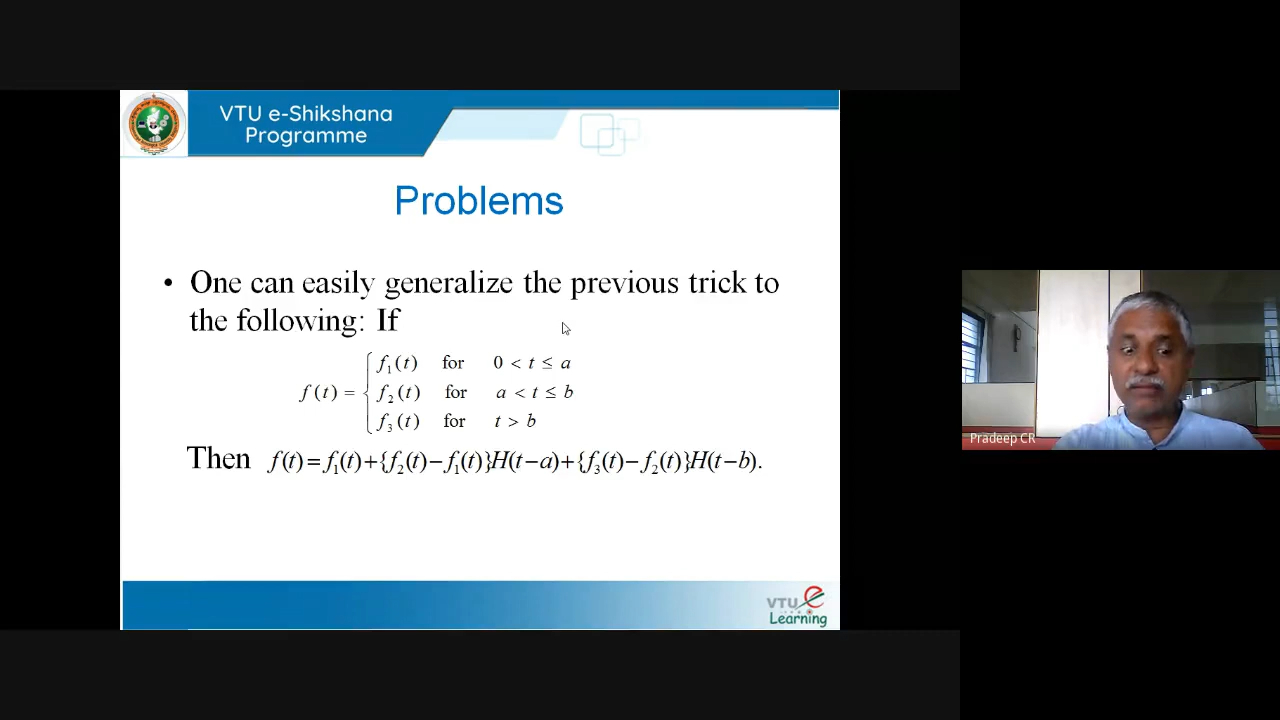 VTU e-Shikshana
Programme
Problems
• One can easily generalize the previous trick to
the following: If
f(t) = { f₁(t) for 0 < t ≤ a
f₂(t) for a < t ≤ b
f₃(t) for t > b
Then f(t) = f₁(t)+{f₂(t)−f₁(t)}H(t−a)+{f₃(t)−f₂(t)}H(t−b).
VTU e
Learning
Pradeep CR